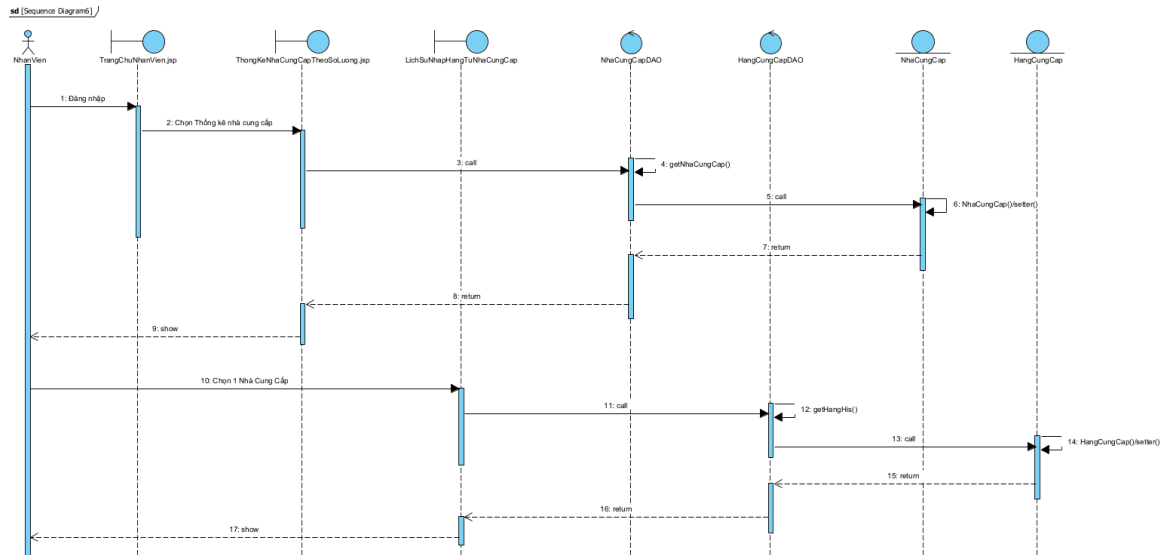 sd [Sequence Diagram6]
NhanVien
TrangChuNhanVien.jsp
ThongKeNhaCungCapTheoSoLuong.jsp
LichSuNhapHangTuNhaCungCap
NhaCungCapDAO
HangCungCapDAO
NhaCungCap
HangCungCap
1: Đăng nhập
2: Chọn Thống kê nhà cung cấp
3: call
4: getNhaCungCap()
5: call
6: NhaCungCap()/setter()
7: return
8: return
9: show
10: Chọn 1 Nhà Cung Cấp
11: call
12: getHangHis()
13: call
14: HangCungCap()/setter()
15: return
16: return
17: show